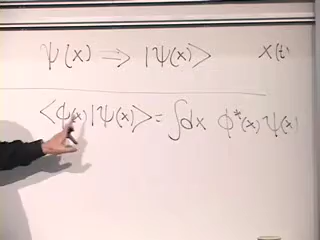 ψ(x) ⇒ |ψ(x)> x(t)
<φ(x)|ψ(x)> = ∫dx φ*(x) ψ(x)